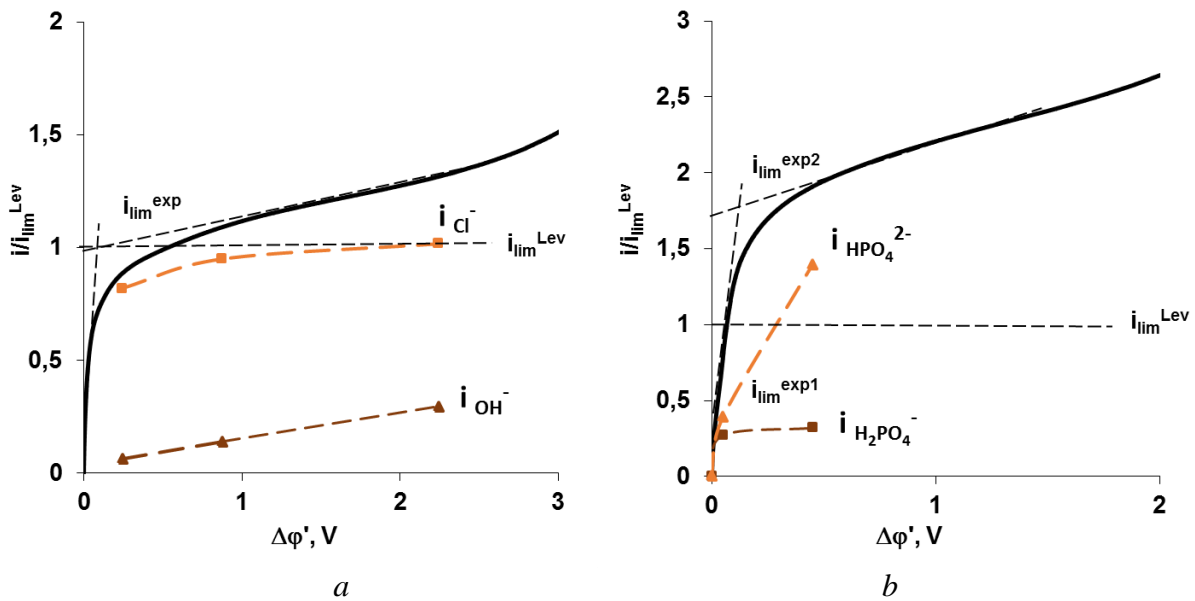 i/i_lim^Lev
2
1,5
1
0,5
0
0
1
2
3
i_lim^exp
i_Cl^-
i_lim^Lev
i_OH^-
Δφ', V
a
i/i_lim^Lev
3
2,5
2
1,5
1
0,5
0
0
1
2
i_lim^exp2
i_HPO₄^2-
i_lim^Lev
i_lim^exp1
i_H₂PO₄^-
Δφ', V
b